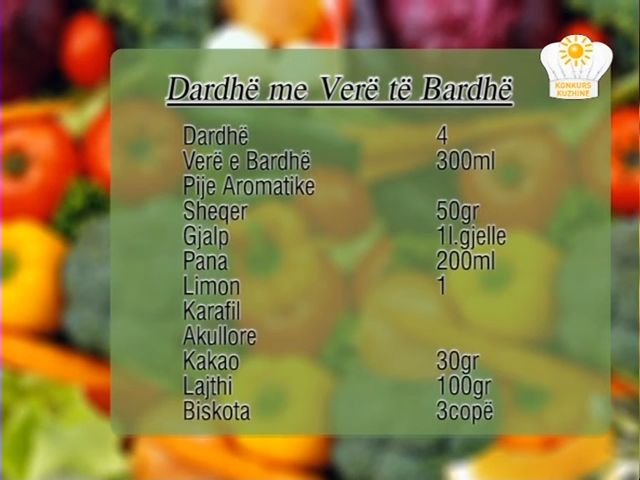 KONKURS
KUZHINE
Dardhë me Verë të Bardhë
Dardhë 4
Verë e Bardhë 300ml
Pije Aromatike
Sheqer 50gr
Gjalp 1l.gjelle
Pana 200ml
Limon 1
Karafil
Akullore
Kakao 30gr
Lajthi 100gr
Biskota 3copë